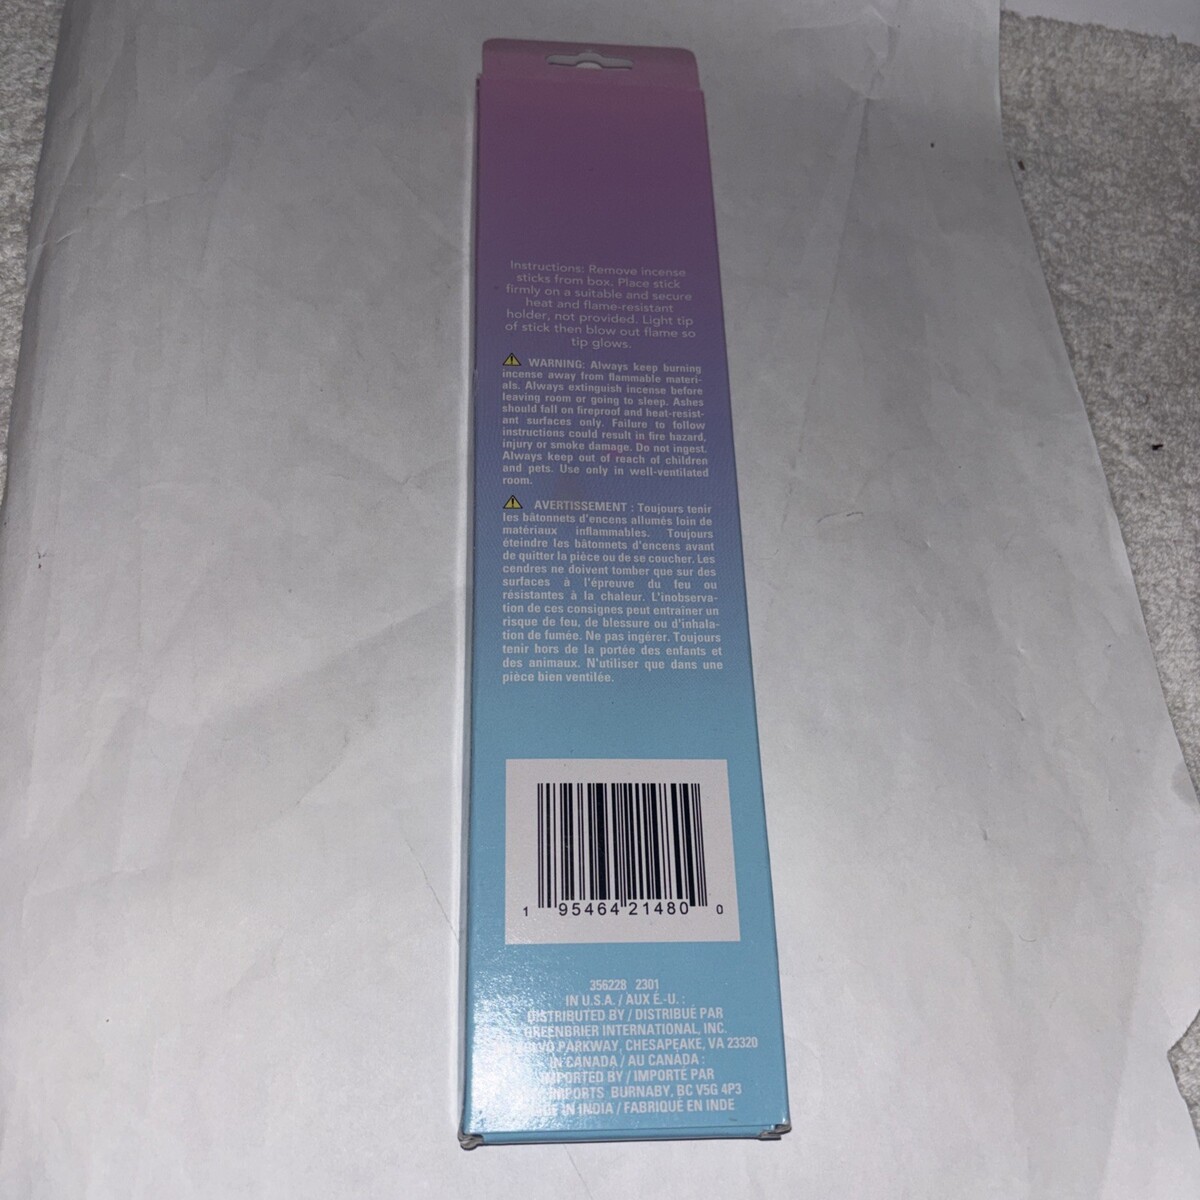 Instructions: Remove incense
sticks from box. Place stick
firmly on a suitable and secure
heat and flame-resistant
holder, not provided. Light tip
of stick then blow out flame so
tip glows.
WARNING: Always keep burning
incense away from flammable materi-
als. Always extinguish incense before
leaving room or going to sleep. Ashes
should fall on fireproof and heat-resist-
ant surfaces only. Failure to follow
instructions could result in fire hazard,
injury or smoke damage. Do not ingest.
Always keep out of reach of children
and pets. Use only in well-ventilated
room.
AVERTISSEMENT : Toujours tenir
les bâtonnets d'encens allumés loin de
matériaux inflammables. Toujours
éteindre les bâtonnets d'encens avant
de quitter la pièce ou de se coucher. Les
cendres ne doivent tomber que sur des
surfaces à l'épreuve du feu ou
résistantes à la chaleur. L'inobserva-
tion de ces consignes peut entraîner un
risque de feu, de blessure ou d'inhala-
tion de fumée. Ne pas ingérer. Toujours
tenir hors de la portée des enfants et
des animaux. N'utiliser que dans une
pièce bien ventilée.
1 95464 21480 0
356228 2301
IN U.S.A. / AUX É.-U. :
DISTRIBUTED BY / DISTRIBUÉ PAR
GREENBRIER INTERNATIONAL, INC.
PARKWAY, CHESAPEAKE, VA 23320
IN CANADA / AU CANADA :
IMPORTED BY / IMPORTÉ PAR
IMPORTS BURNABY, BC V5G 4P3
IN INDIA / FABRIQUÉ EN INDE